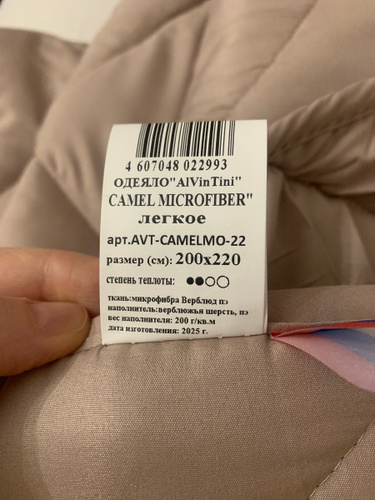 4 607048 022993
ОДЕЯЛО"AlVinTini"
CAMEL MICROFIBER"
легкое
арт.AVT-CAMELMO-22
размер (см): 200x220
степень теплоты:
ткань:микрофибра Верблюд пэ
наполнитель:верблюжья шерсть, пэ
вес наполнителя: 200 г/кв.м
дата изготовления: 2025 г.